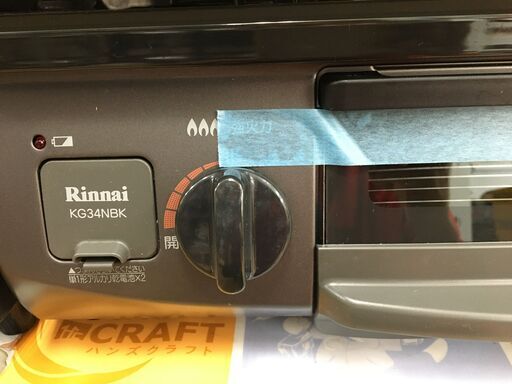 強火力
Rinnai
KG34NBK
開
単1形アルカリ乾電池×2
CRAFT
ハンズクラフト